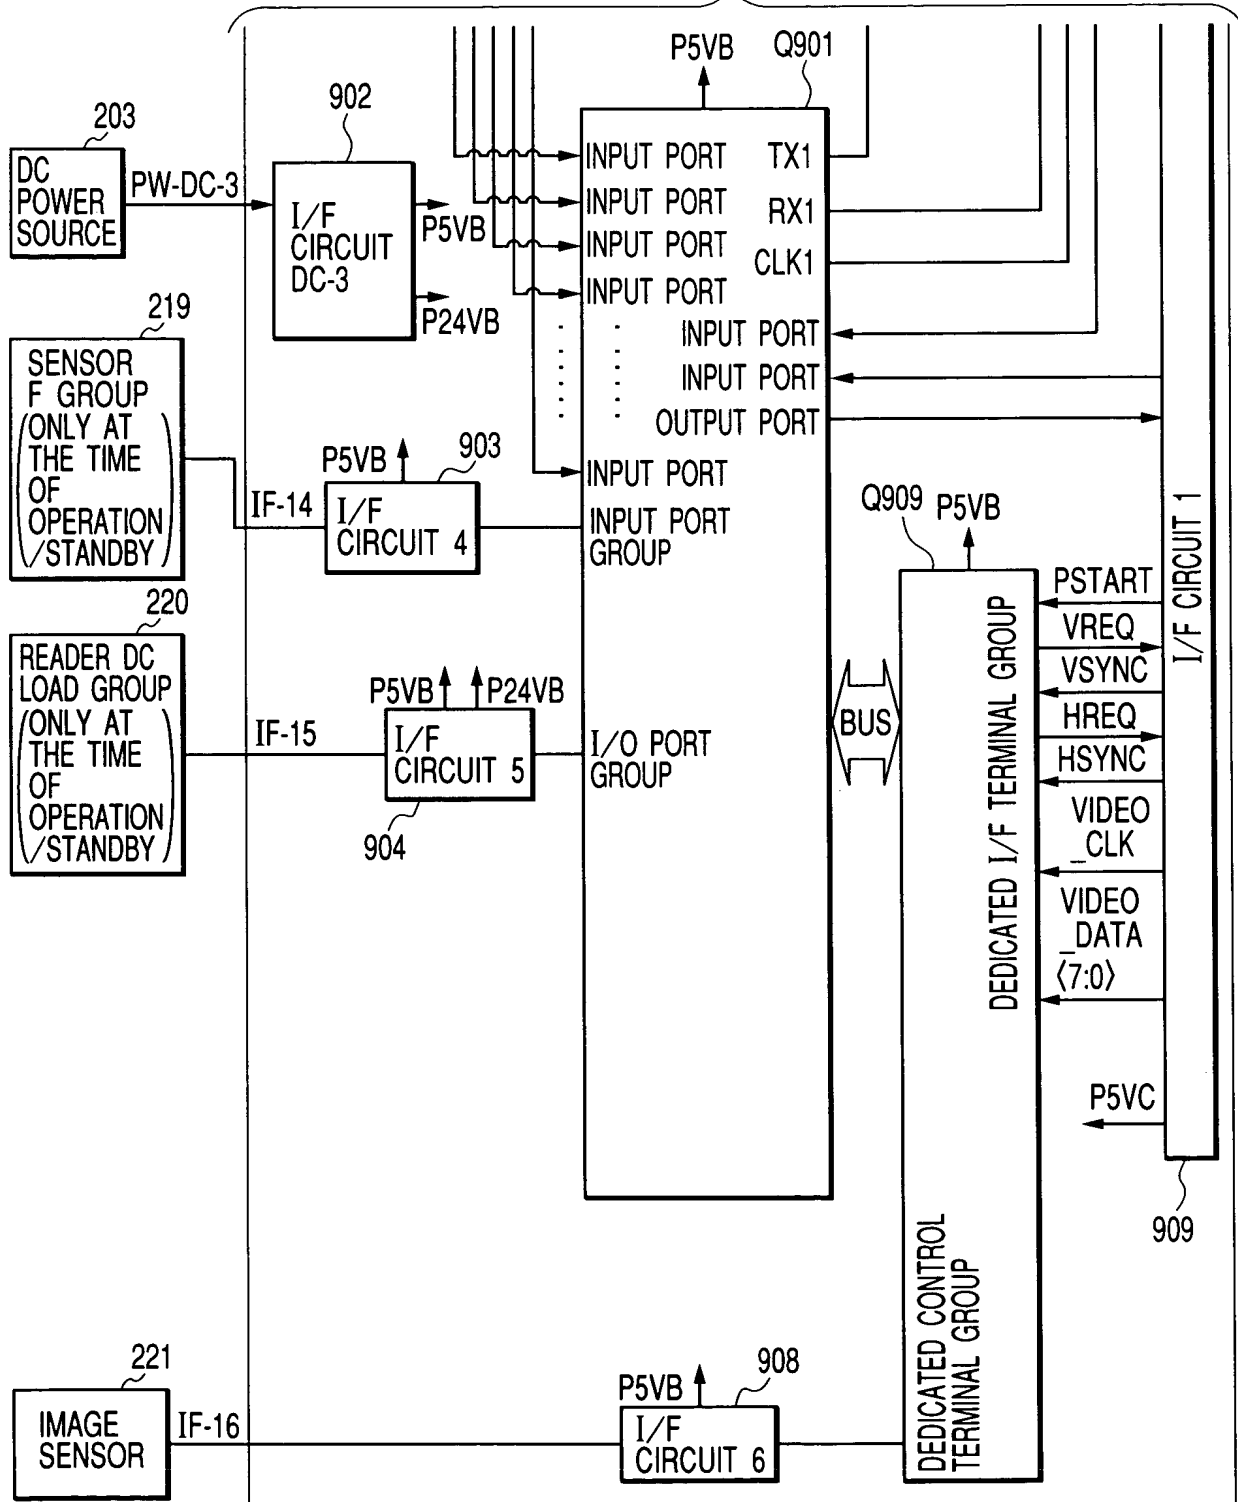 P5VB
Q901
902
203
DC
POWER
SOURCE
PW-DC-3
I/F
CIRCUIT
DC-3
P5VB
P24VB
INPUT PORT
INPUT PORT
INPUT PORT
INPUT PORT
INPUT PORT
TX1
RX1
CLK1
INPUT PORT
INPUT PORT
OUTPUT PORT
219
SENSOR
F GROUP
(ONLY AT
THE TIME
OF
OPERATION
/STANDBY)
IF-14
P5VB
903
I/F
CIRCUIT 4
INPUT PORT
GROUP
220
READER DC
LOAD GROUP
(ONLY AT
THE TIME
OF
OPERATION
/STANDBY)
IF-15
P5VB
P24VB
I/F
CIRCUIT 5
904
I/O PORT
GROUP
BUS
Q909
P5VB
DEDICATED I/F TERMINAL GROUP
DEDICATED CONTROL
TERMINAL GROUP
PSTART
VREQ
VSYNC
HREQ
HSYNC
VIDEO
_CLK
VIDEO
_DATA
⟨7:0⟩
P5VC
I/F CIRCUIT 1
909
221
IMAGE
SENSOR
IF-16
P5VB
908
I/F
CIRCUIT 6